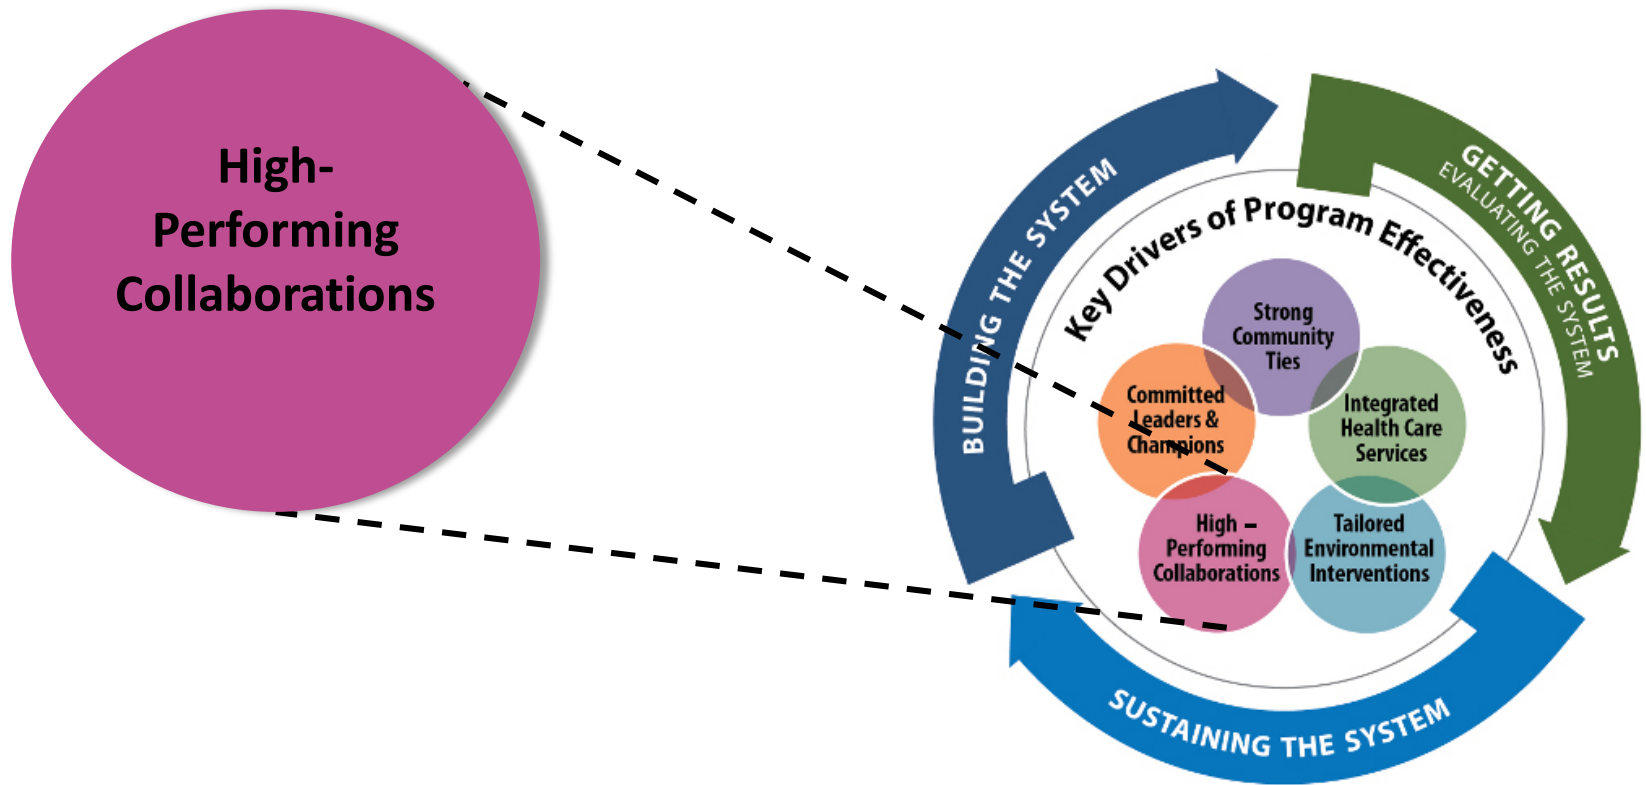 High-
Performing
Collaborations
BUILDING THE SYSTEM
GETTING RESULTS
EVALUATING THE SYSTEM
Key Drivers of Program Effectiveness
Strong
Community
Ties
Committed
Leaders &
Champions
Integrated
Health Care
Services
High –
Performing
Collaborations
Tailored
Environmental
Interventions
SUSTAINING THE SYSTEM